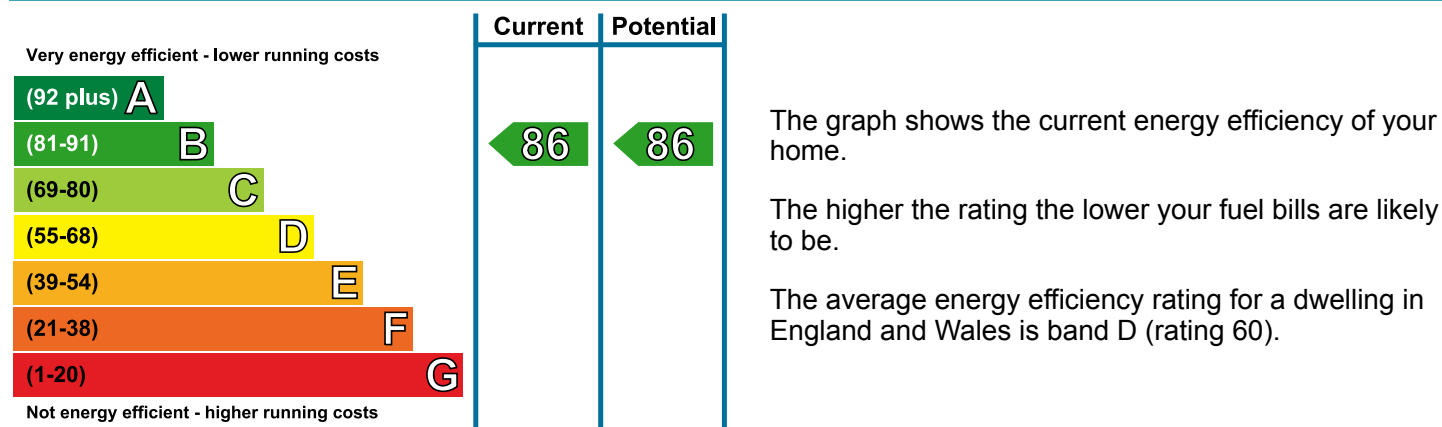 Current Potential
Very energy efficient - lower running costs
(92 plus) A
(81-91) B
86 86
(69-80) C
(55-68) D
(39-54) E
(21-38) F
(1-20) G
Not energy efficient - higher running costs
The graph shows the current energy efficiency of your
home.
The higher the rating the lower your fuel bills are likely
to be.
The average energy efficiency rating for a dwelling in
England and Wales is band D (rating 60).